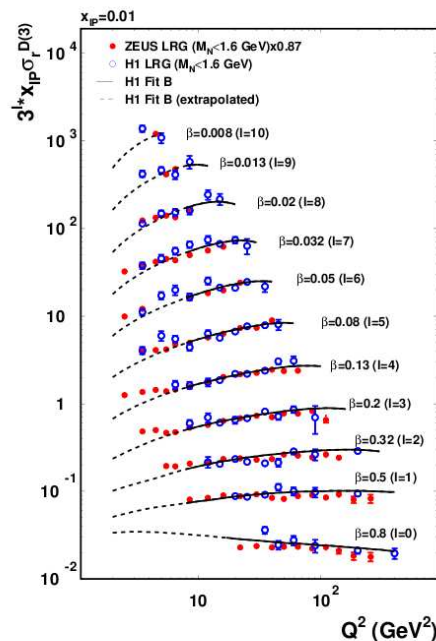 x_IP=0.01
3^l*x_IP σ_r^D(3)
10^4
10^3
10^2
10
1
10^-1
10^-2
ZEUS LRG (M_N<1.6 GeV)x0.87
H1 LRG (M_N<1.6 GeV)
H1 Fit B
H1 Fit B (extrapolated)
β=0.008 (l=10)
β=0.013 (l=9)
β=0.02 (l=8)
β=0.032 (l=7)
β=0.05 (l=6)
β=0.08 (l=5)
β=0.13 (l=4)
β=0.2 (l=3)
β=0.32 (l=2)
β=0.5 (l=1)
β=0.8 (l=0)
10
10^2
Q^2 (GeV^2)